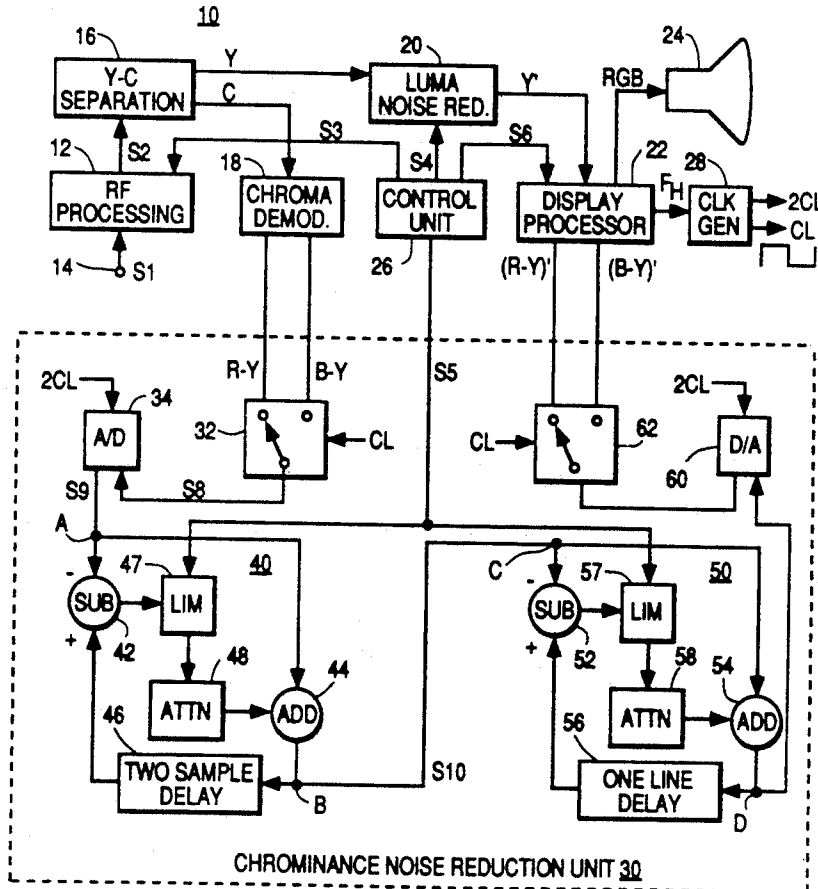 10
16
Y-C
SEPARATION
Y
C
20
LUMA
NOISE RED.
Y'
24
RGB
S2
12
RF
PROCESSING
14
S1
S3
18
CHROMA
DEMOD.
S4
S6
CONTROL
UNIT
26
22
DISPLAY
PROCESSOR
FH
28
CLK
GEN
2CL
CL
(R-Y)'
(B-Y)'
R-Y
B-Y
S5
2CL
34
A/D
32
CL
S9
S8
CL
62
2CL
D/A
60
A
47
40
-
SUB
+
42
LIM
48
ATTN
44
ADD
46
TWO SAMPLE
DELAY
B
S10
C
57
50
-
SUB
+
52
LIM
58
ATTN
54
ADD
56
ONE LINE
DELAY
D
CHROMINANCE NOISE REDUCTION UNIT 30